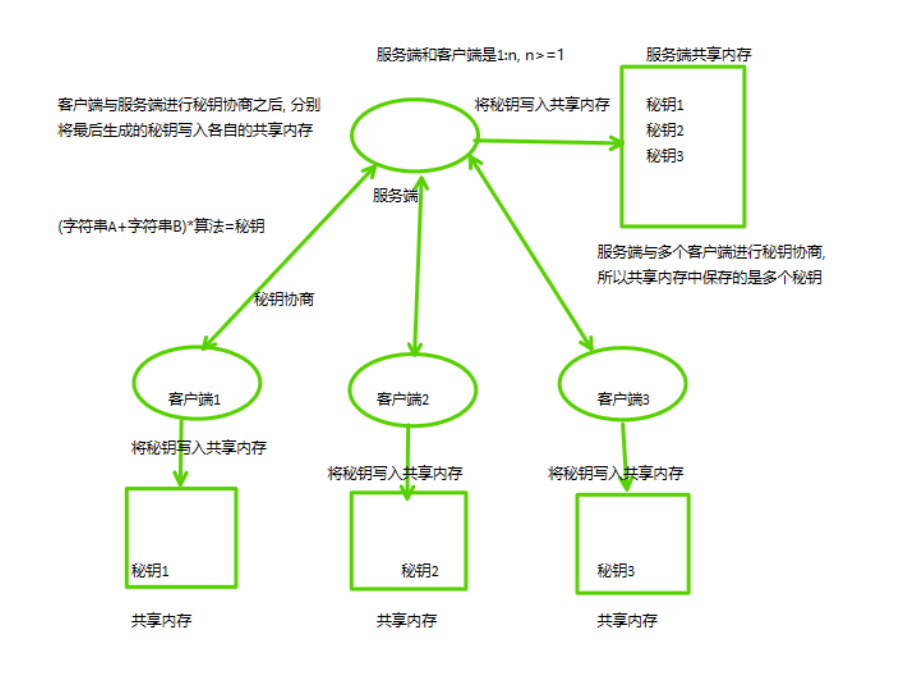 服务端和客户端是1:n, n>=1
服务端共享内存
客户端与服务端进行秘钥协商之后, 分别
将最后生成的秘钥写入各自的共享内存
将秘钥写入共享内存
秘钥1
秘钥2
秘钥3
服务端
(字符串A+字符串B)*算法=秘钥
服务端与多个客户端进行秘钥协商,
所以共享内存中保存的是多个秘钥
秘钥协商
客户端1
客户端2
客户端3
将秘钥写入共享内存
将秘钥写入共享内存
将秘钥写入共享内存
秘钥1
秘钥2
秘钥3
共享内存
共享内存
共享内存